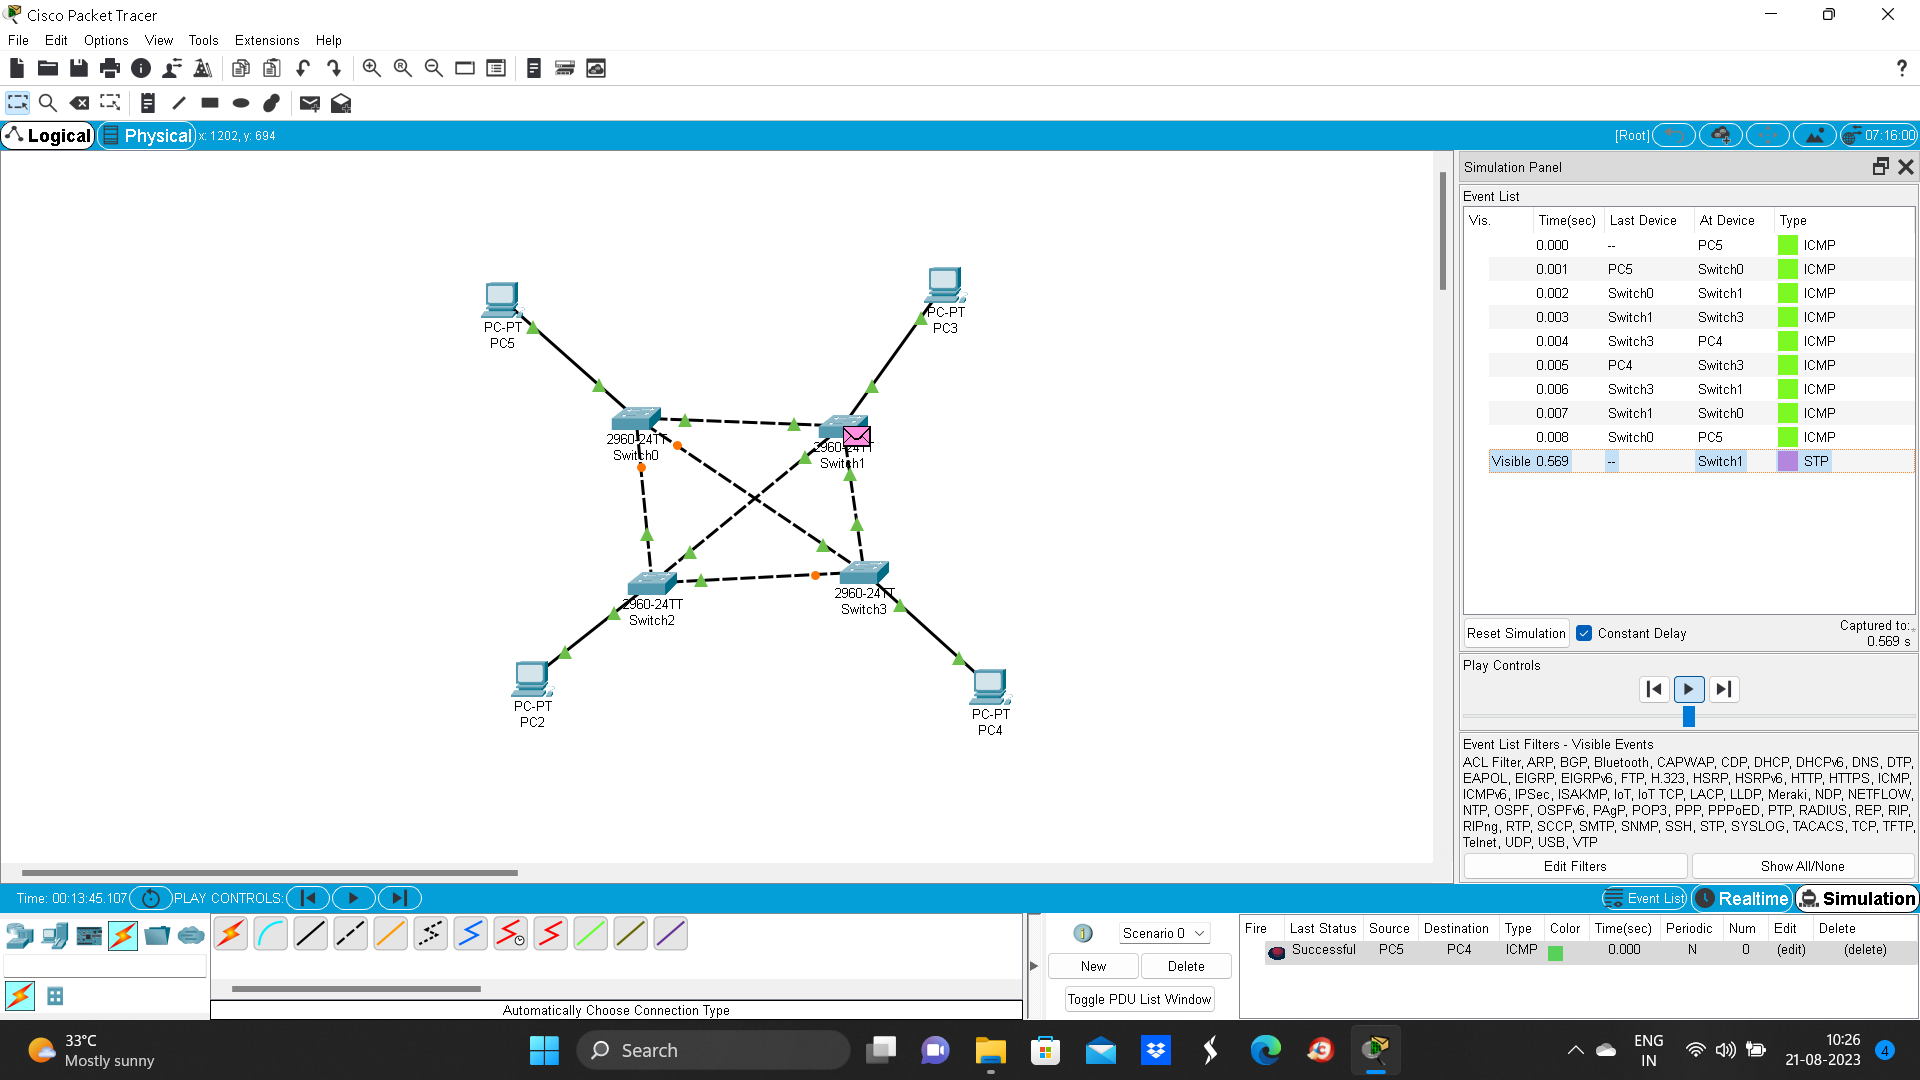 Cisco Packet Tracer
File Edit Options View Tools Extensions Help
?
Logical Physical x: 1202, y: 694 [Root] 07:16:00
Simulation Panel
Event List
Vis. Time(sec) Last Device At Device Type
0.000 -- PC5 ICMP
0.001 PC5 Switch0 ICMP
0.002 Switch0 Switch1 ICMP
0.003 Switch1 Switch3 ICMP
0.004 Switch3 PC4 ICMP
0.005 PC4 Switch3 ICMP
0.006 Switch3 Switch1 ICMP
0.007 Switch1 Switch0 ICMP
0.008 Switch0 PC5 ICMP
Visible 0.569 -- Switch1 STP
PC-PT
PC5
PC-PT
PC3
2960-24TT
Switch0
2960-24TT
Switch1
2960-24TT
Switch2
2960-24TT
Switch3
PC-PT
PC2
PC-PT
PC4
Reset Simulation Constant Delay Captured to:
0.569 s
Play Controls
Event List Filters - Visible Events
ACL Filter, ARP, BGP, Bluetooth, CAPWAP, CDP, DHCP, DHCPv6, DNS, DTP,
EAPOL, EIGRP, EIGRPv6, FTP, H.323, HSRP, HSRPv6, HTTP, HTTPS, ICMP,
ICMPv6, IPSec, ISAKMP, IoT, IoT TCP, LACP, LLDP, Meraki, NDP, NETFLOW,
NTP, OSPF, OSPFv6, PAgP, POP3, PPP, PPPoED, PTP, RADIUS, REP, RIP,
RIPng, RTP, SCCP, SMTP, SNMP, SSH, STP, SYSLOG, TACACS, TCP, TFTP,
Telnet, UDP, USB, VTP
Edit Filters Show All/None
Time: 00:13:45.107 PLAY CONTROLS: Event List Realtime Simulation
Automatically Choose Connection Type
Scenario 0
New Delete
Toggle PDU List Window
Fire Last Status Source Destination Type Color Time(sec) Periodic Num Edit Delete
Successful PC5 PC4 ICMP 0.000 N 0 (edit) (delete)
33°C
Mostly sunny
Search
ENG
IN
10:26
21-08-2023
4